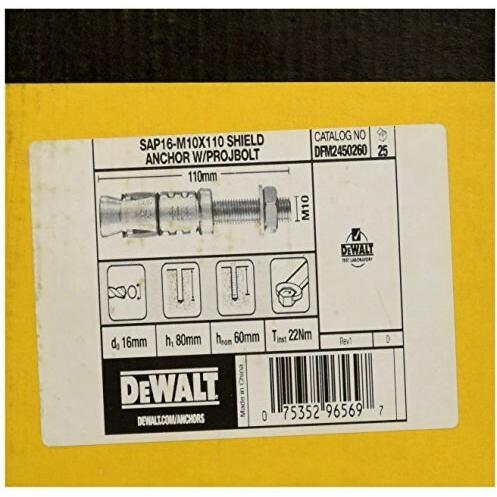 SAP16-M10X110 SHIELD
ANCHOR W/PROJBOLT
CATALOG NO
DFM2450260 25
110mm
M10
DEWALT
TEST LABORATORY
d₀ 16mm h₁ 80mm hnom 60mm Tinst 22Nm
Rev1 D
DEWALT
DEWALT.COM/ANCHORS
Made in China
0 75352 96569 7